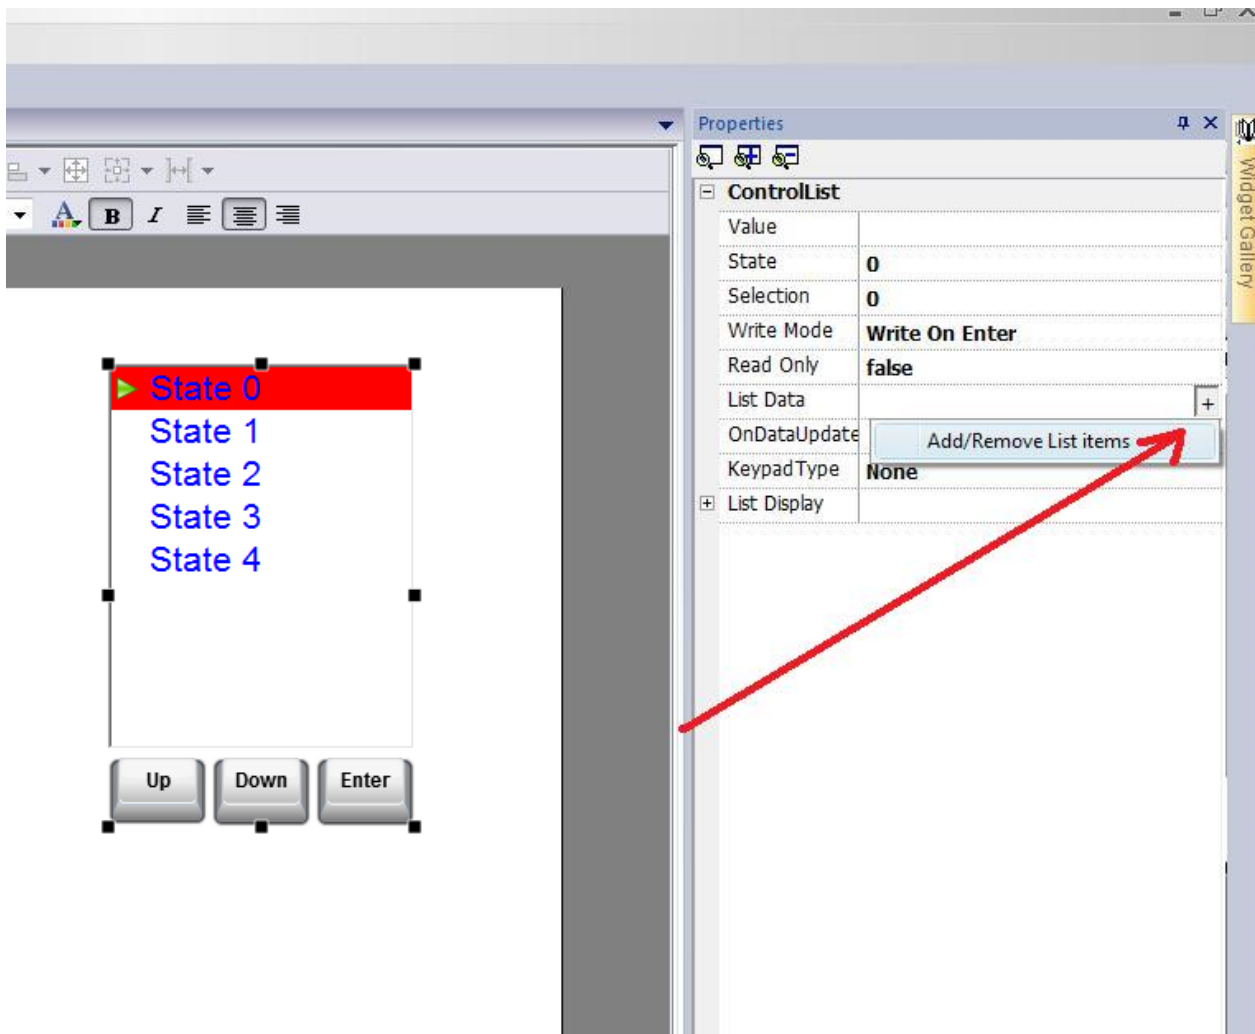 Properties
Widget Gallery
B I
ControlList
Value
State 0
Selection 0
Write Mode Write On Enter
Read Only false
List Data +
OnDataUpdate
Add/Remove List items
KeypadType None
List Display
State 0
State 1
State 2
State 3
State 4
Up Down Enter